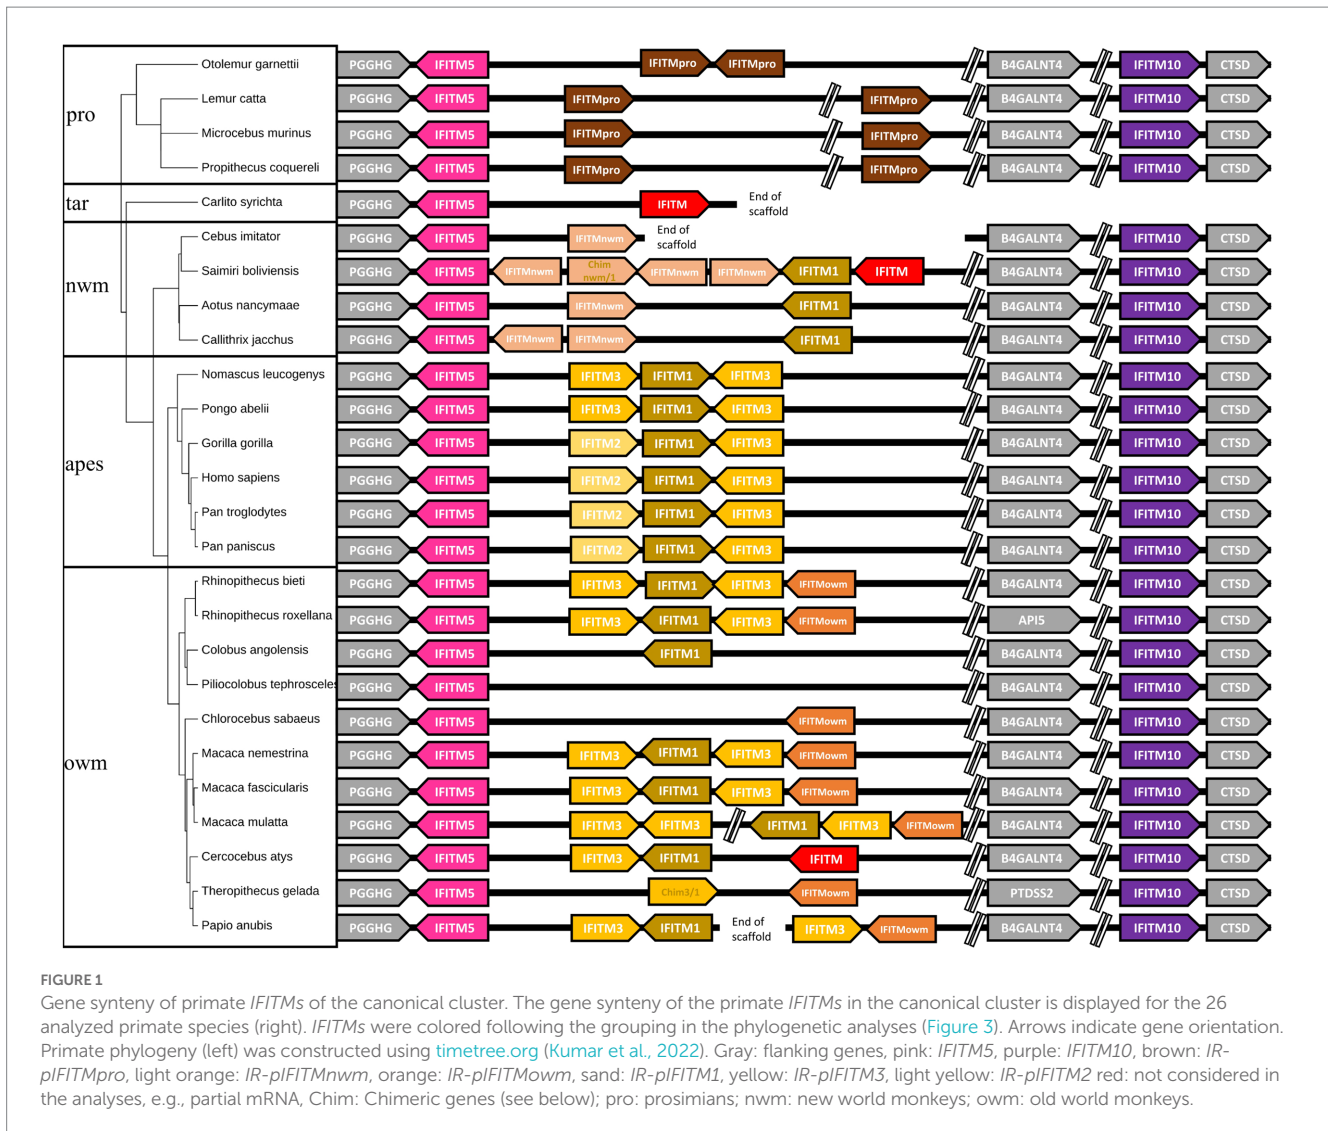 Otolemur garnettii PGGHG IFITM5 IFITMpro IFITMpro B4GALNT4 IFITM10 CTSD
pro
Lemur catta PGGHG IFITM5 IFITMpro IFITMpro B4GALNT4 IFITM10 CTSD
Microcebus murinus PGGHG IFITM5 IFITMpro IFITMpro B4GALNT4 IFITM10 CTSD
Propithecus coquereli PGGHG IFITM5 IFITMpro IFITMpro B4GALNT4 IFITM10 CTSD
tar
Carlito syrichta PGGHG IFITM5 IFITM End of
scaffold
nwm
Cebus imitator PGGHG IFITM5 IFITMnwm End of
scaffold
B4GALNT4 IFITM10 CTSD
Saimiri boliviensis PGGHG IFITM5 IFITMnwm Chim
nwm/1
IFITMnwm IFITMnwm IFITM1 IFITM B4GALNT4 IFITM10 CTSD
Aotus nancymaae PGGHG IFITM5 IFITMnwm IFITM1 B4GALNT4 IFITM10 CTSD
Callithrix jacchus PGGHG IFITM5 IFITMnwm IFITMnwm IFITM1 B4GALNT4 IFITM10 CTSD
apes
Nomascus leucogenys PGGHG IFITM5 IFITM3 IFITM1 IFITM3 B4GALNT4 IFITM10 CTSD
Pongo abelii PGGHG IFITM5 IFITM3 IFITM1 IFITM3 B4GALNT4 IFITM10 CTSD
Gorilla gorilla PGGHG IFITM5 IFITM2 IFITM1 IFITM3 B4GALNT4 IFITM10 CTSD
Homo sapiens PGGHG IFITM5 IFITM2 IFITM1 IFITM3 B4GALNT4 IFITM10 CTSD
Pan troglodytes PGGHG IFITM5 IFITM2 IFITM1 IFITM3 B4GALNT4 IFITM10 CTSD
Pan paniscus PGGHG IFITM5 IFITM2 IFITM1 IFITM3 B4GALNT4 IFITM10 CTSD
owm
Rhinopithecus bieti PGGHG IFITM5 IFITM3 IFITM1 IFITM3 IFITMowm B4GALNT4 IFITM10 CTSD
Rhinopithecus roxellana PGGHG IFITM5 IFITM3 IFITM1 IFITM3 IFITMowm API5 IFITM10 CTSD
Colobus angolensis PGGHG IFITM5 IFITM1 B4GALNT4 IFITM10 CTSD
Piliocolobus tephrosceles PGGHG IFITM5 B4GALNT4 IFITM10 CTSD
Chlorocebus sabaeus PGGHG IFITM5 IFITMowm B4GALNT4 IFITM10 CTSD
Macaca nemestrina PGGHG IFITM5 IFITM3 IFITM1 IFITM3 IFITMowm B4GALNT4 IFITM10 CTSD
Macaca fascicularis PGGHG IFITM5 IFITM3 IFITM1 IFITM3 IFITMowm B4GALNT4 IFITM10 CTSD
Macaca mulatta PGGHG IFITM5 IFITM3 IFITM3 IFITM1 IFITM3 IFITMowm B4GALNT4 IFITM10 CTSD
Cercocebus atys PGGHG IFITM5 IFITM3 IFITM1 IFITM B4GALNT4 IFITM10 CTSD
Theropithecus gelada PGGHG IFITM5 Chim3/1 IFITMowm PTDSS2 IFITM10 CTSD
Papio anubis PGGHG IFITM5 IFITM3 IFITM1 End of
scaffold
IFITM3 IFITMowm B4GALNT4 IFITM10 CTSD
FIGURE 1
Gene synteny of primate IFITMs of the canonical cluster. The gene synteny of the primate IFITMs in the canonical cluster is displayed for the 26
analyzed primate species (right). IFITMs were colored following the grouping in the phylogenetic analyses (Figure 3). Arrows indicate gene orientation.
Primate phylogeny (left) was constructed using timetree.org (Kumar et al., 2022). Gray: flanking genes, pink: IFITM5, purple: IFITM10, brown: IR-
pIFITMpro, light orange: IR-pIFITMnwm, orange: IR-pIFITMowm, sand: IR-pIFITM1, yellow: IR-pIFITM3, light yellow: IR-pIFITM2 red: not considered in
the analyses, e.g., partial mRNA, Chim: Chimeric genes (see below); pro: prosimians; nwm: new world monkeys; owm: old world monkeys.